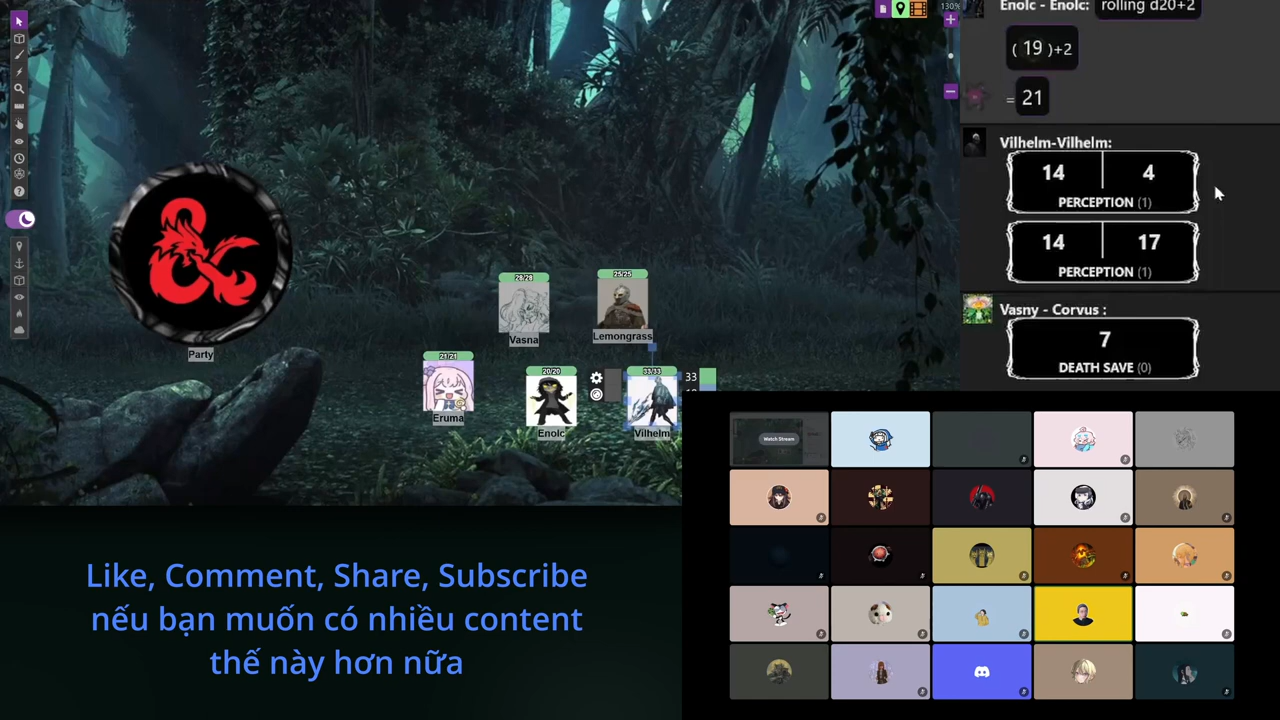 130%
Enolc - Enolc:
rolling d20+2
( 19 )+2
= 21
Vilhelm-Vilhelm:
14 4
PERCEPTION (1)
14 17
PERCEPTION (1)
Vasny - Corvus :
7
DEATH SAVE (0)
28/28
Vasna
25/25
Lemongrass
Party
21/21
Eruma
20/20
Enolc
33/33
Vilhelm
33
Watch Stream
Like, Comment, Share, Subscribe
nếu bạn muốn có nhiều content
thế này hơn nữa